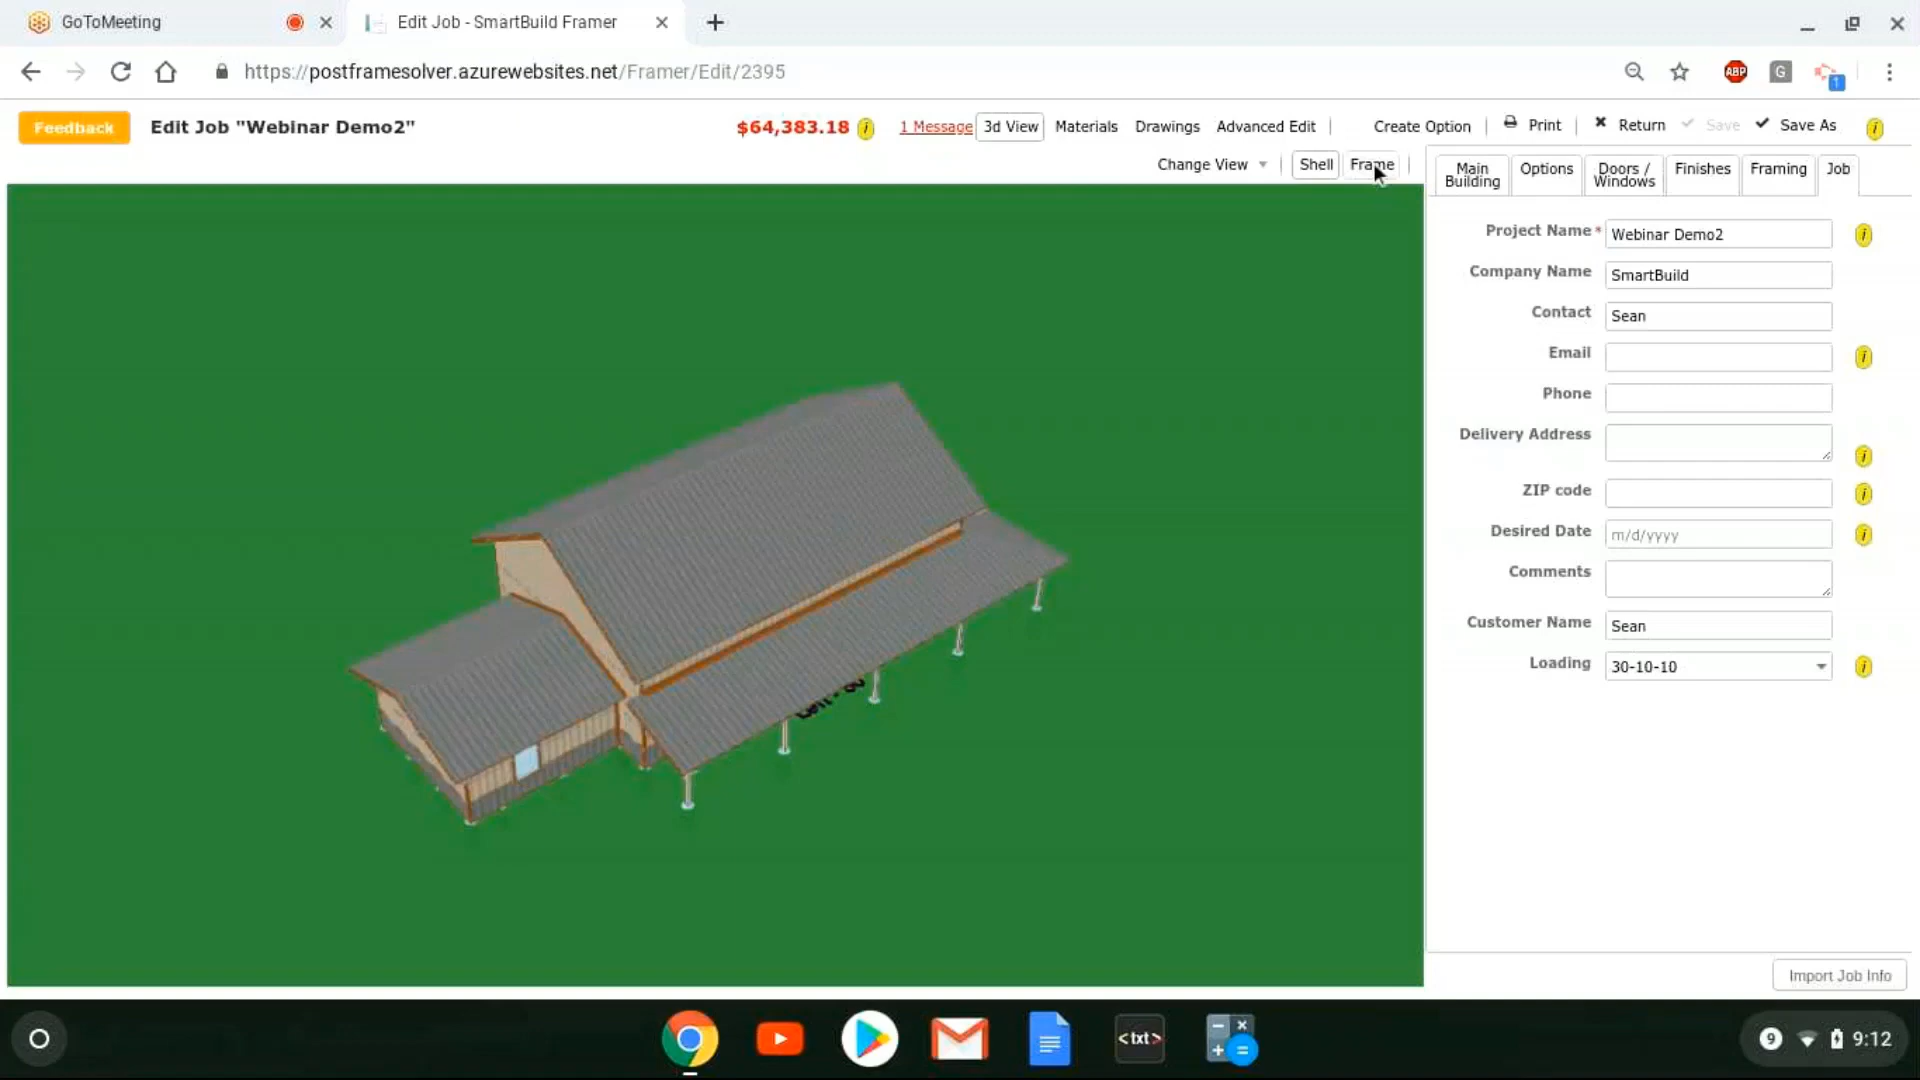 GoToMeeting
Edit Job - SmartBuild Framer
https://postframesolver.azurewebsites.net/Framer/Edit/2395
ABP
G
1
Feedback
Edit Job "Webinar Demo2"
$64,383.18
i
1 Message
3d View
Materials
Drawings
Advanced Edit
Create Option
Print
Return
Save
Save As
i
Change View
Shell
Frame
Main Building
Options
Doors / Windows
Finishes
Framing
Job
Project Name * Webinar Demo2 i
Company Name SmartBuild
Contact Sean
Email i
Phone
Delivery Address i
ZIP code i
Desired Date m/d/yyyy i
Comments
Customer Name Sean
Loading 30-10-10 i
Import Job Info
<txt>
9
9:12